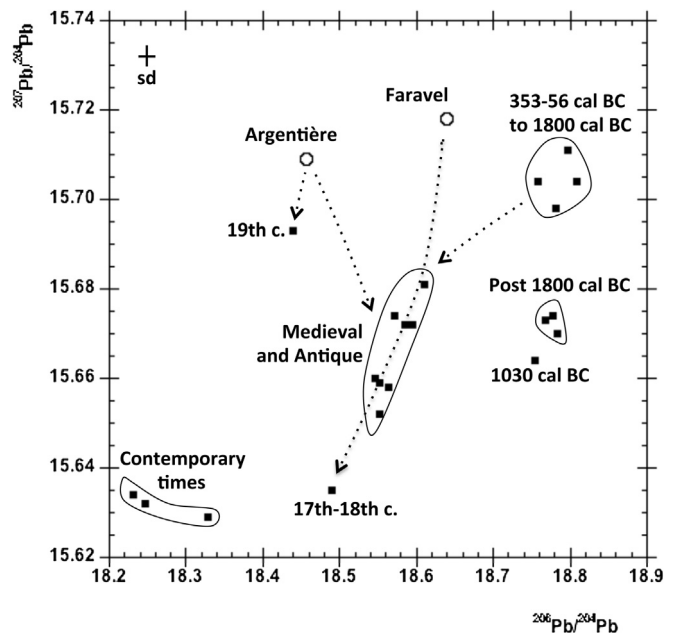 15.74
²⁰⁷Pb/²⁰⁴Pb
sd
15.72
Faravel
353-56 cal BC
to 1800 cal BC
Argentière
15.70
19th c.
15.68
Post 1800 cal BC
Medieval
and Antique
15.66
1030 cal BC
15.64
Contemporary
times
17th-18th c.
15.62
18.2 18.3 18.4 18.5 18.6 18.7 18.8 18.9
²⁰⁶Pb/²⁰⁴Pb